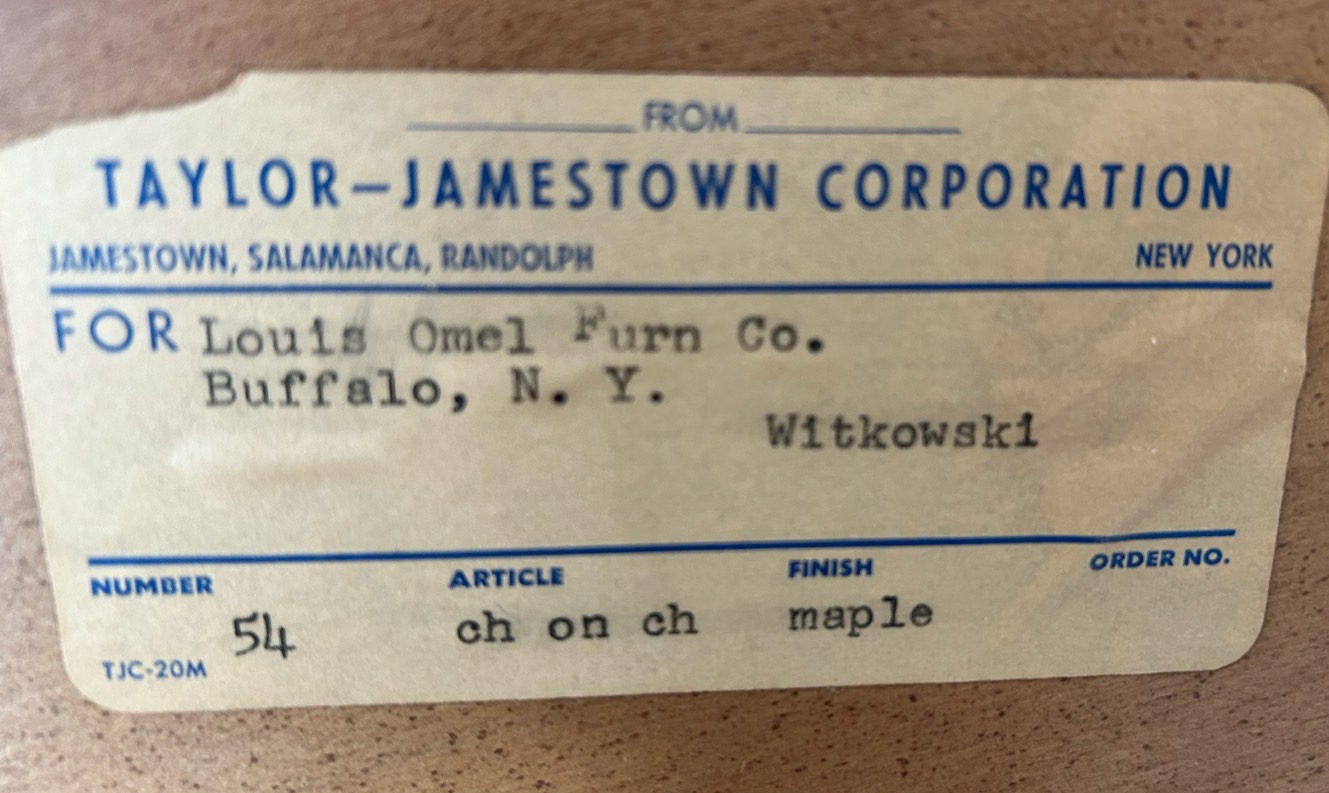 FROM
TAYLOR—JAMESTOWN CORPORATION
JAMESTOWN, SALAMANCA, RANDOLPH NEW YORK
FOR Louis Omel Furn Co.
Buffalo, N. Y.
Witkowski
NUMBER ARTICLE FINISH ORDER NO.
54 ch on ch maple
TJC-20M